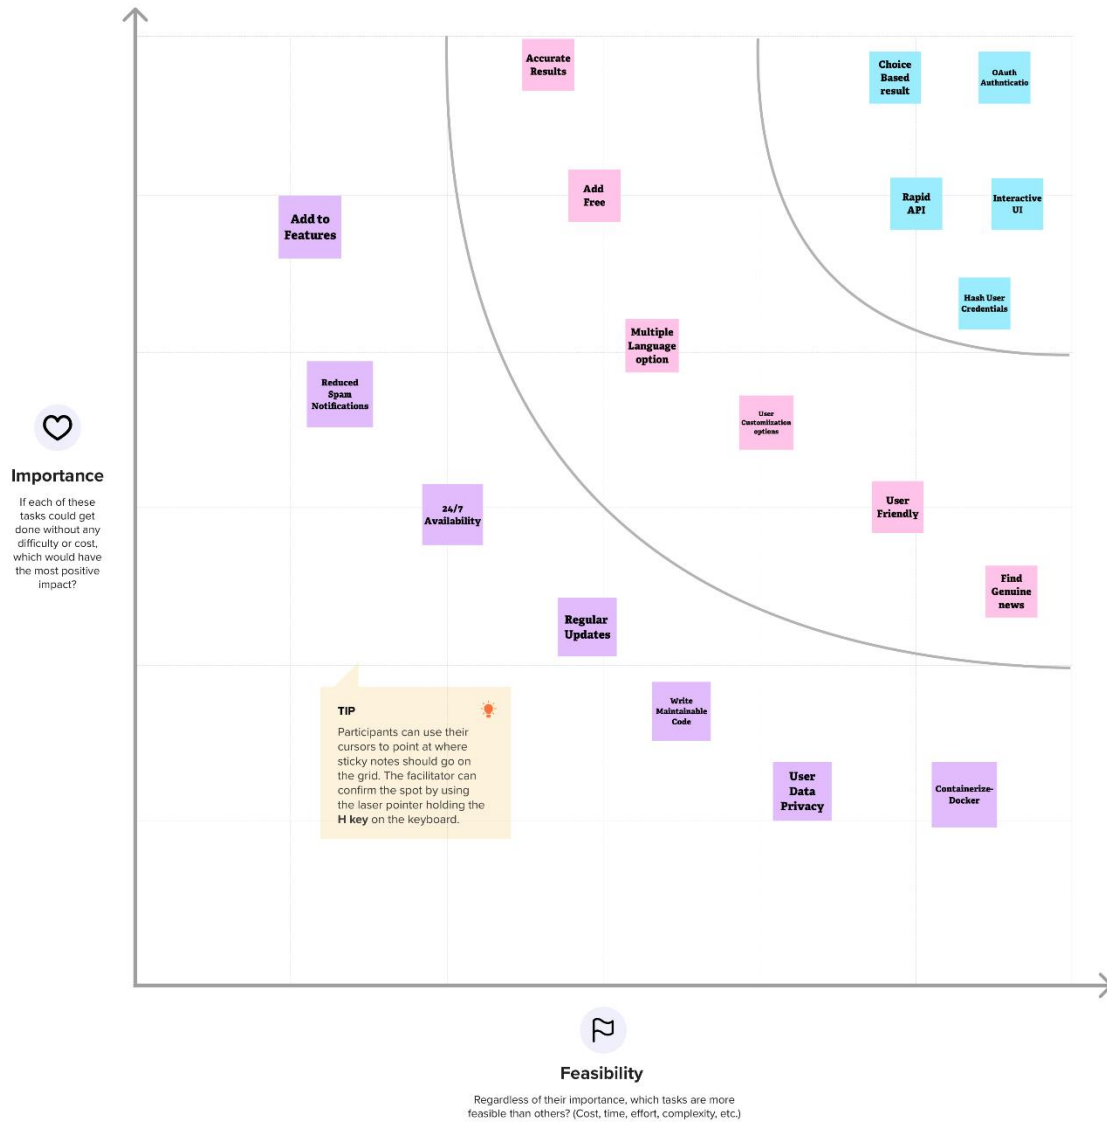 Accurate
Results
Choice
Based
result
OAuth
Authnticatio
Add
Free
Rapid
API
Interactive
UI
Add to
Features
Hash User
Credentials
Multiple
Language
option
Reduced
Spam
Notifications
User
Customiization
options
Importance
If each of these
tasks could get
done without any
difficulty or cost,
which would have
the most positive
impact?
24/7
Availability
User
Friendly
Find
Genuine
news
Regular
Updates
TIP
Participants can use their
cursors to point at where
sticky notes should go on
the grid. The facilitator can
confirm the spot by using
the laser pointer holding the
H key on the keyboard.
Write
Maintainable
Code
User
Data
Privacy
Containerize-
Docker
Feasibility
Regardless of their importance, which tasks are more
feasible than others? (Cost, time, effort, complexity, etc.)